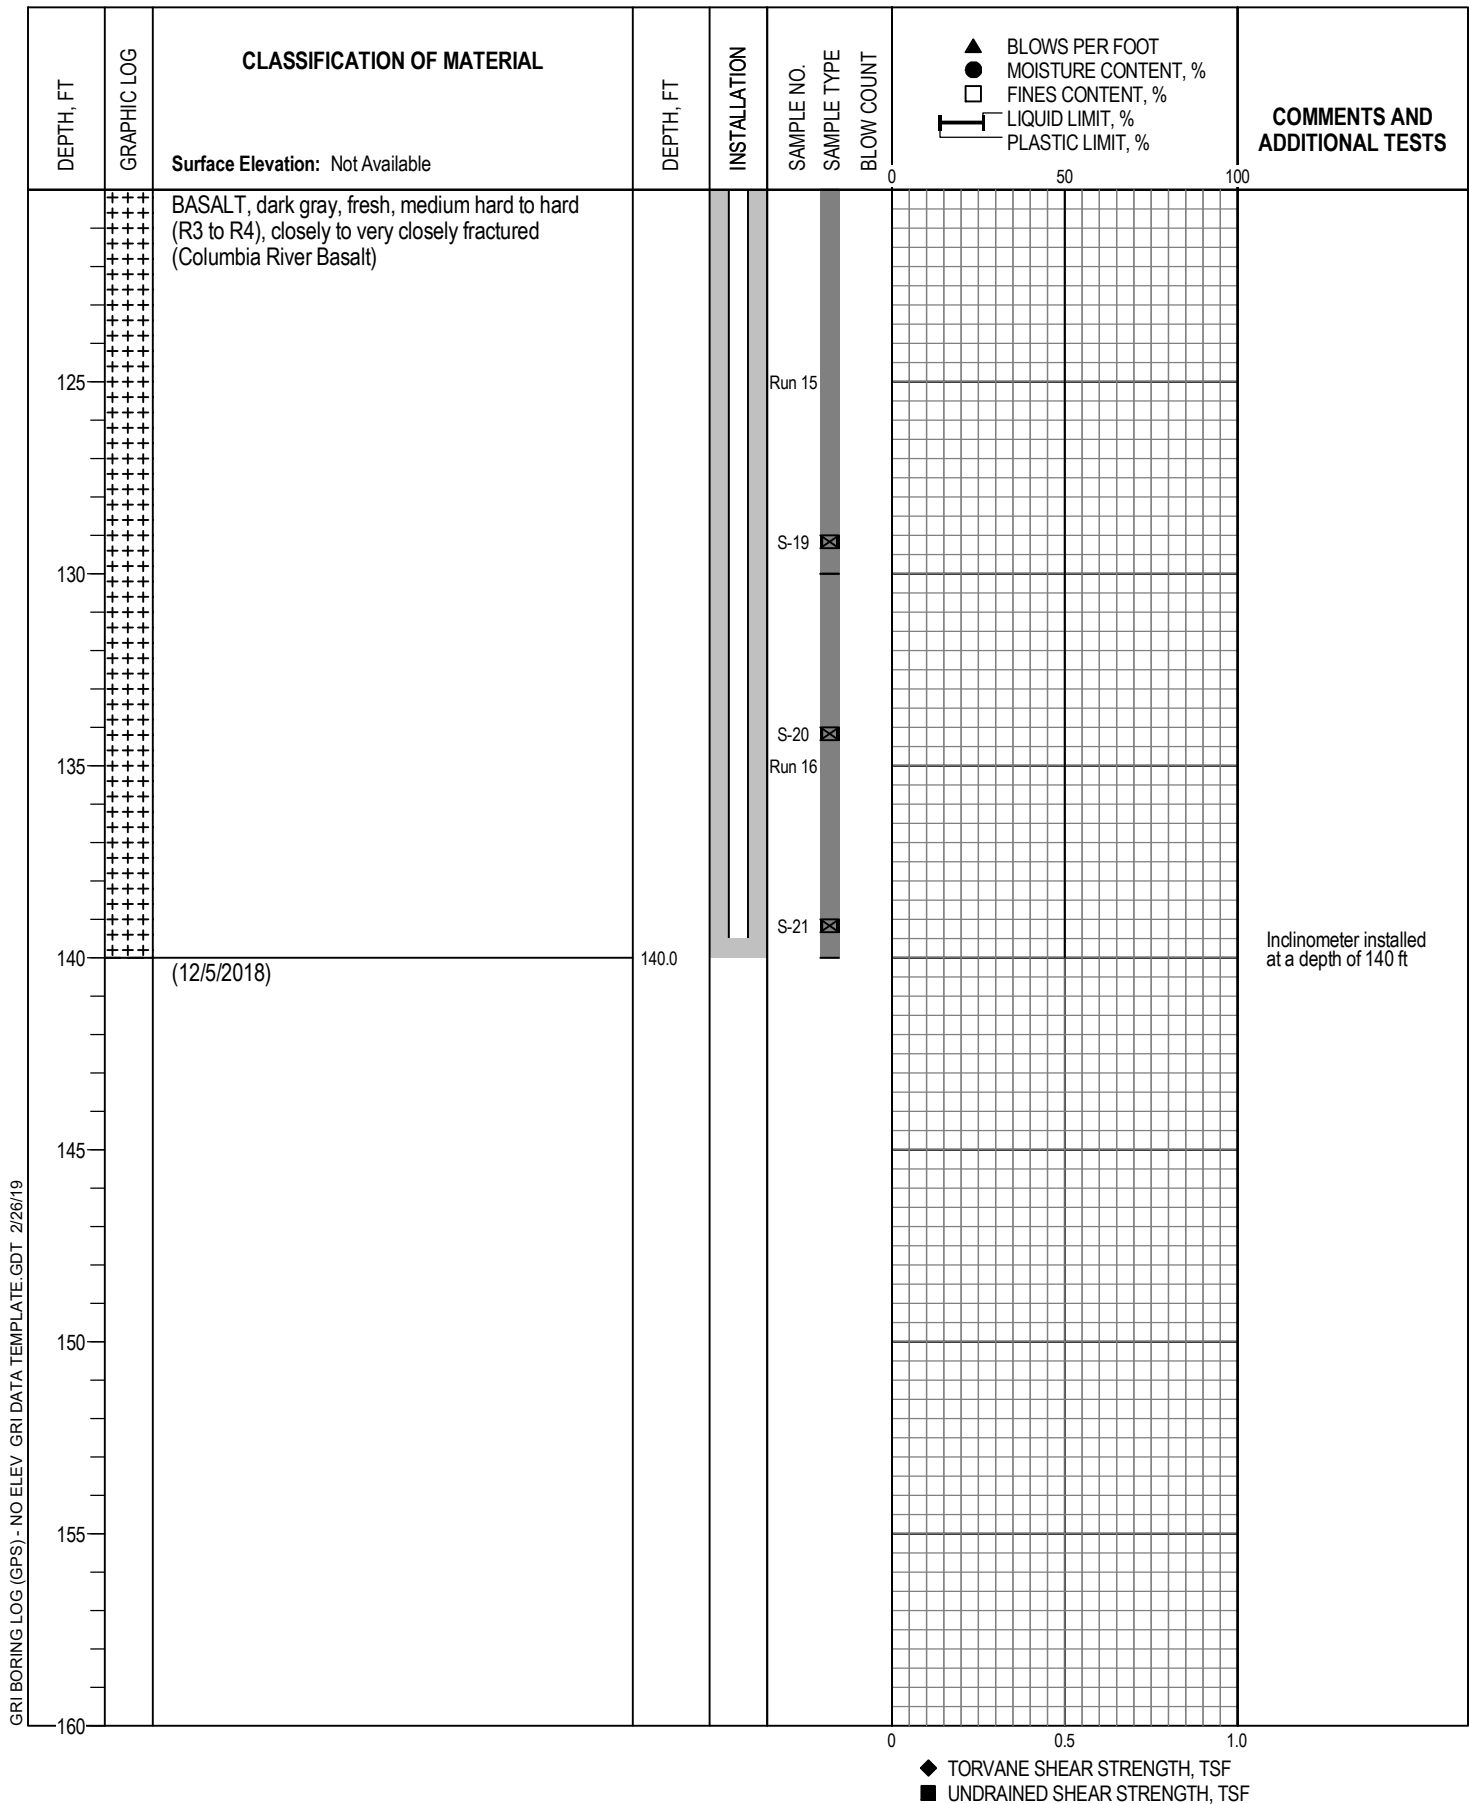 DEPTH, FT
GRAPHIC LOG
CLASSIFICATION OF MATERIAL
Surface Elevation: Not Available
DEPTH, FT
INSTALLATION
SAMPLE NO.
SAMPLE TYPE
BLOW COUNT
BLOWS PER FOOT
MOISTURE CONTENT, %
FINES CONTENT, %
LIQUID LIMIT, %
PLASTIC LIMIT, %
0 50 100
COMMENTS AND
ADDITIONAL TESTS
BASALT, dark gray, fresh, medium hard to hard
(R3 to R4), closely to very closely fractured
(Columbia River Basalt)
125
Run 15
S-19
130
S-20
135
Run 16
S-21
Inclinometer installed
at a depth of 140 ft
140
140.0
(12/5/2018)
145
150
155
160
0 0.5 1.0
TORVANE SHEAR STRENGTH, TSF
UNDRAINED SHEAR STRENGTH, TSF
GRI BORING LOG (GPS) - NO ELEV GRI DATA TEMPLATE.GDT 2/26/19